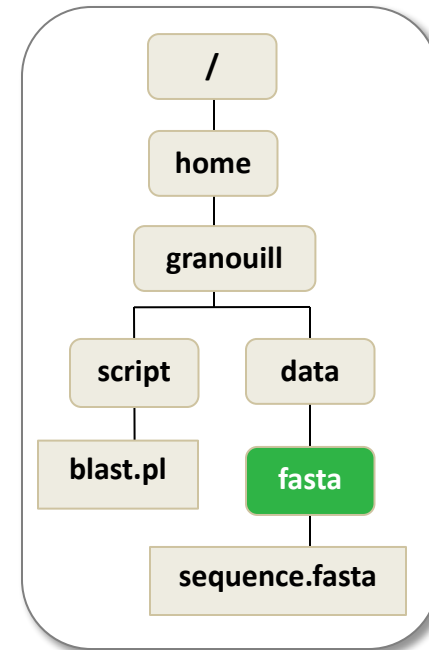 /
home
granouill
script
data
blast.pl
fasta
sequence.fasta